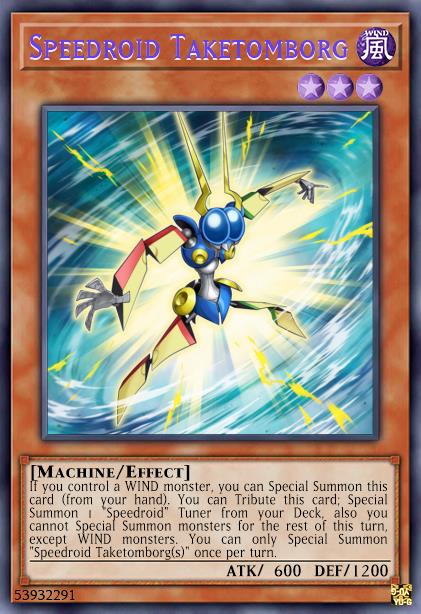 Speedroid Taketomborg
WIND
風
[Machine/Effect]
If you control a WIND monster, you can Special Summon this
card (from your hand). You can Tribute this card; Special
Summon 1 "Speedroid" Tuner from your Deck, also you
cannot Special Summon monsters for the rest of this turn,
except WIND monsters. You can only Special Summon
"Speedroid Taketomborg(s)" once per turn.
ATK/ 600 DEF/1200
53932291